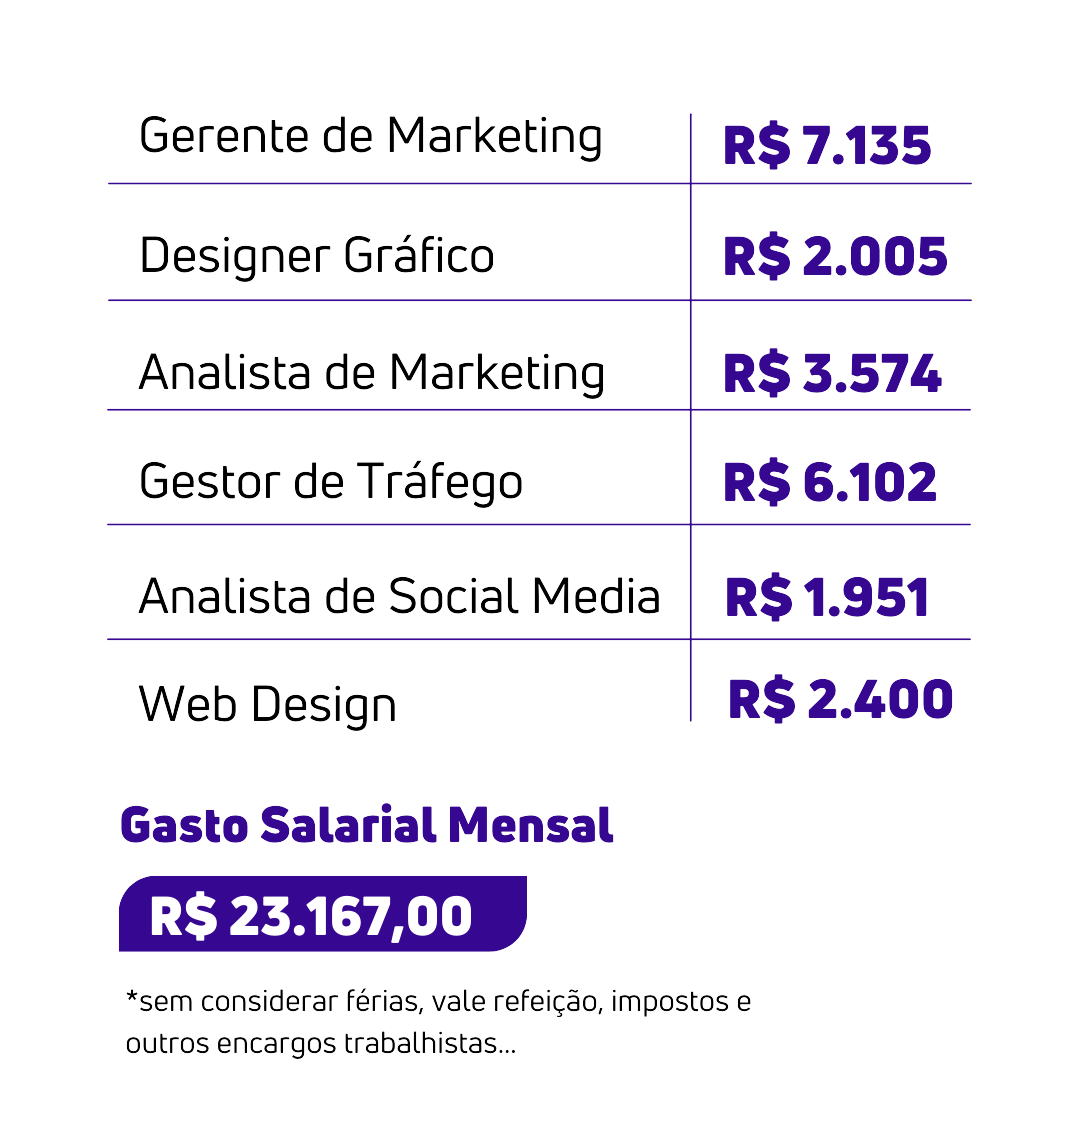 Gerente de Marketing R$ 7.135
Designer Gráfico R$ 2.005
Analista de Marketing R$ 3.574
Gestor de Tráfego R$ 6.102
Analista de Social Media R$ 1.951
Web Design R$ 2.400
Gasto Salarial Mensal
R$ 23.167,00
*sem considerar férias, vale refeição, impostos e
outros encargos trabalhistas...